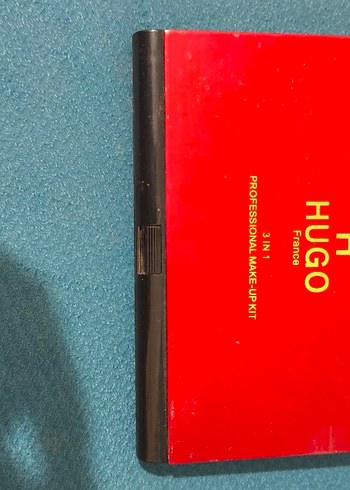 H
HUGO
France
3 IN 1
PROFESSIONAL MAKE-UP KIT